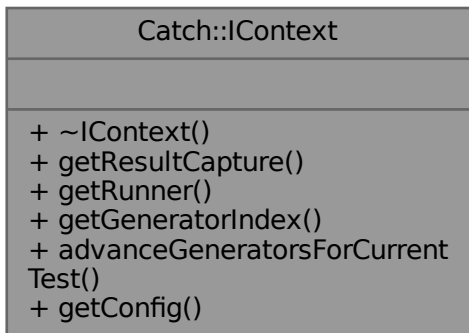 Catch::IContext
+ ~IContext()
+ getResultCapture()
+ getRunner()
+ getGeneratorIndex()
+ advanceGeneratorsForCurrent
Test()
+ getConfig()